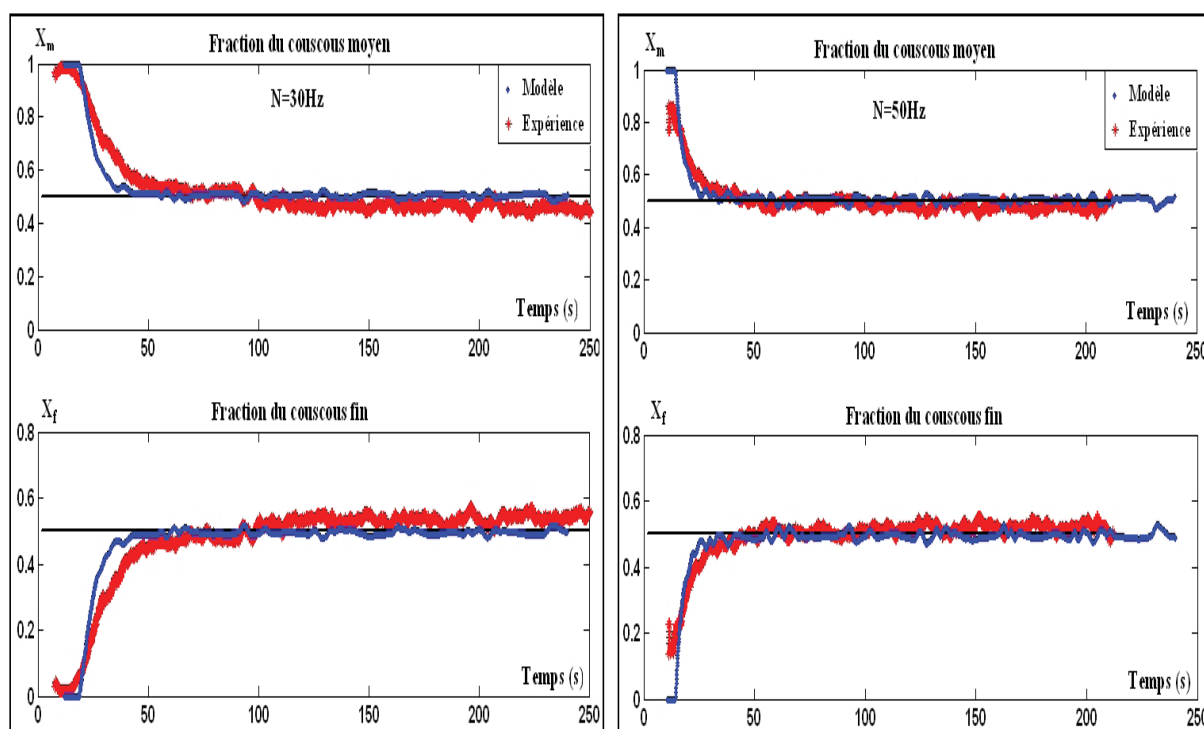 X_m
Fraction du couscous moyen
1
0.8
0.6
0.4
0.2
0
N=30Hz
Modèle
Expérience
Temps (s)
0 50 100 150 200 250
X_f
Fraction du couscous fin
0.8
0.6
0.4
0.2
0
Temps (s)
0 50 100 150 200 250
X_m
Fraction du couscous moyen
1
0.8
0.6
0.4
0.2
0
N=50Hz
Modèle
Expérience
Temps (s)
0 50 100 150 200 250
X_f
Fraction du couscous fin
0.8
0.6
0.4
0.2
0
Temps (s)
0 50 100 150 200 250